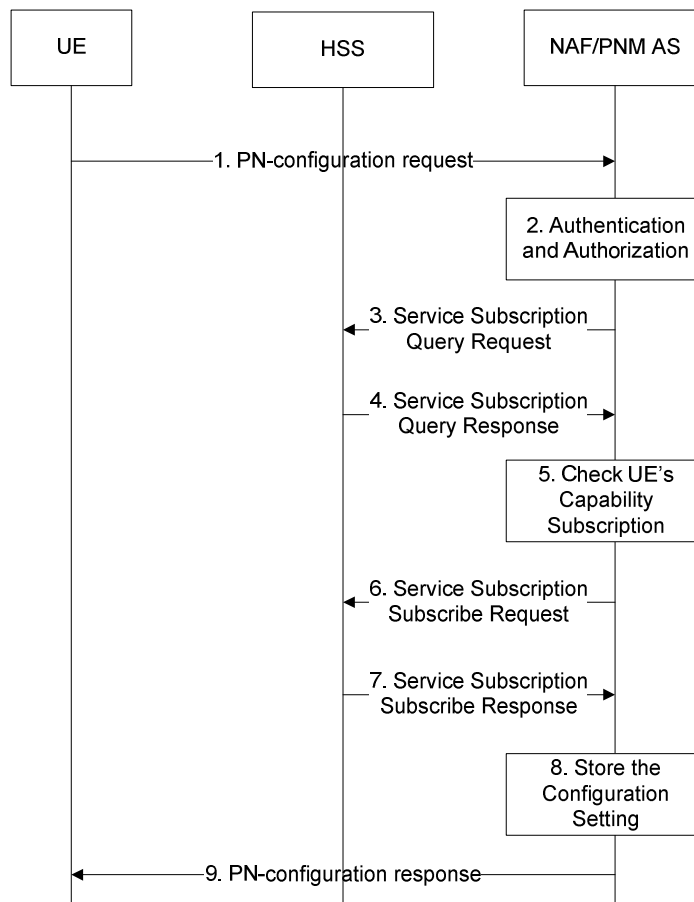 UE
HSS
NAF/PNM AS
1. PN-configuration request
2. Authentication
and Authorization
3. Service Subscription
Query Request
4. Service Subscription
Query Response
5. Check UE's
Capability
Subscription
6. Service Subscription
Subscribe Request
7. Service Subscription
Subscribe Response
8. Store the
Configuration
Setting
9. PN-configuration response